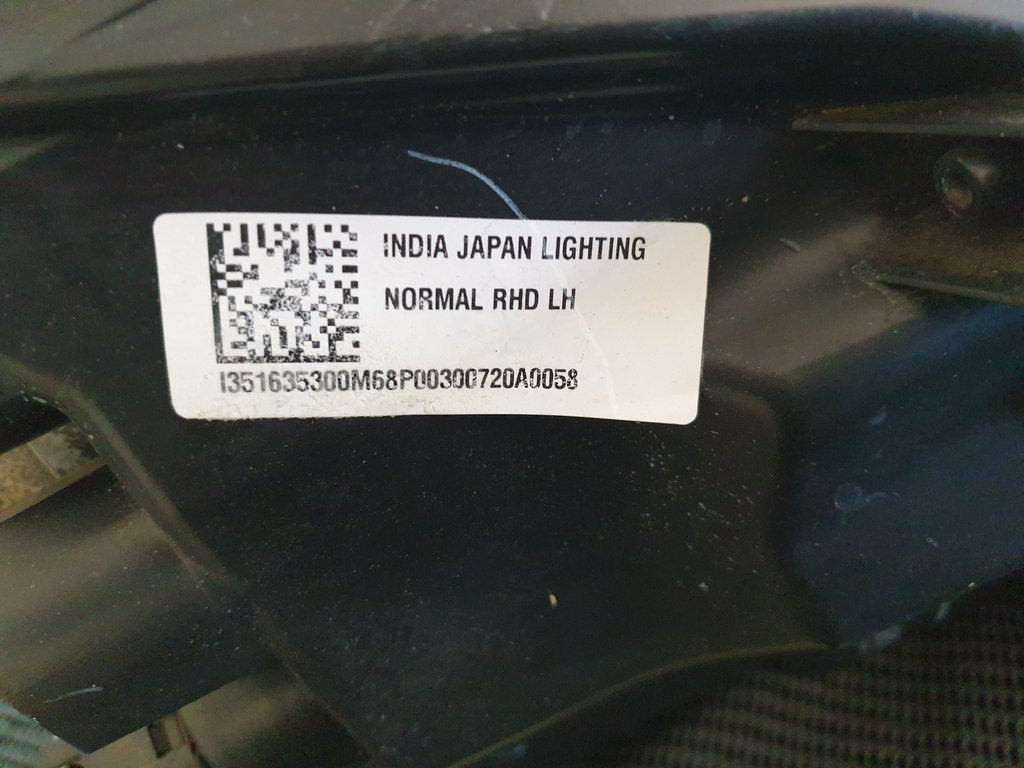 INDIA JAPAN LIGHTING
NORMAL RHD LH
I351635300M68P00300720A0058